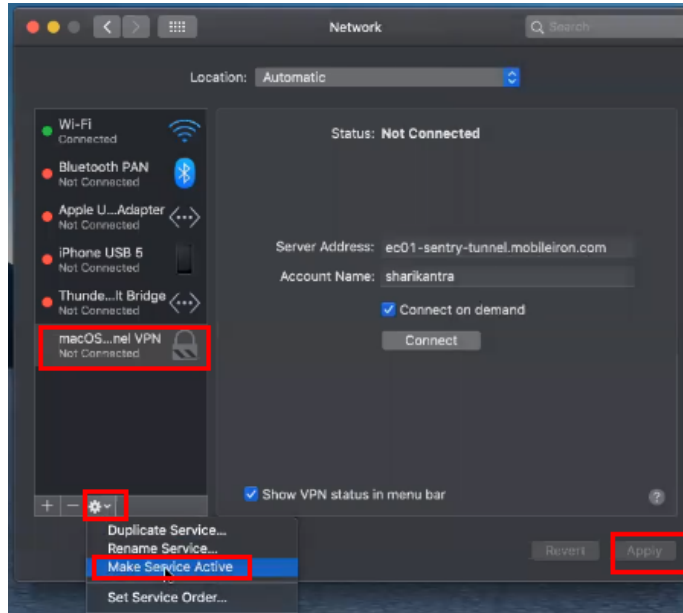 Network
Search
Location: Automatic
Wi-Fi
Connected
Bluetooth PAN
Not Connected
Apple U...Adapter
Not Connected
iPhone USB 5
Not Connected
Thunde...lt Bridge
Not Connected
macOS...nel VPN
Not Connected
Status: Not Connected
Server Address: ec01-sentry-tunnel.mobileiron.com
Account Name: sharikantra
Connect on demand
Connect
Show VPN status in menu bar
?
Duplicate Service...
Rename Service...
Make Service Active
Set Service Order...
Revert
Apply